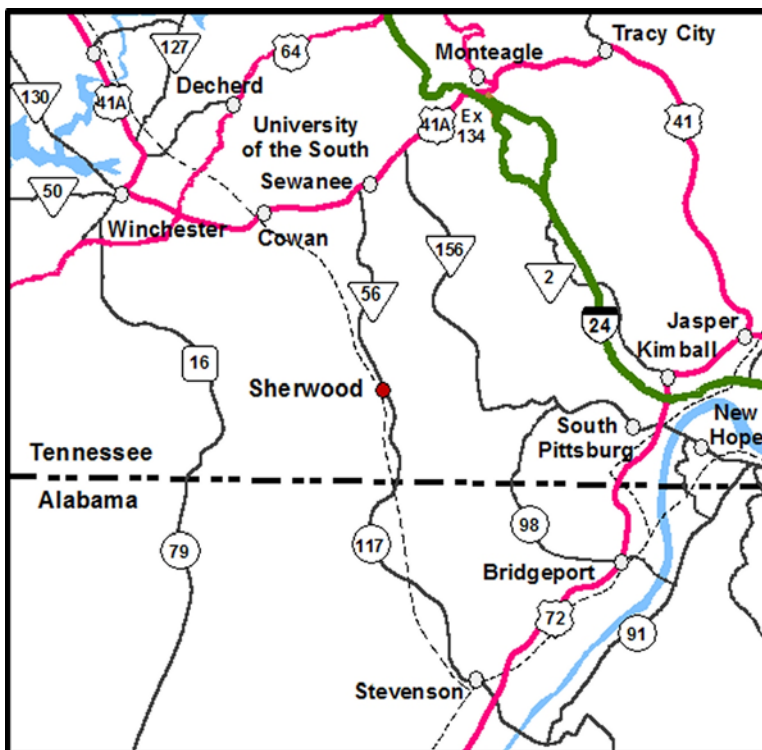 Tracy City
127
64
Monteagle
130
Decherd
41A
41A
Ex
134
41
University
of the South
50
Sewanee
Winchester
Cowan
156
2
56
24
Jasper
Kimball
16
Sherwood
New
Hope
South
Pittsburg
Tennessee
Alabama
98
79
117
Bridgeport
72
91
Stevenson